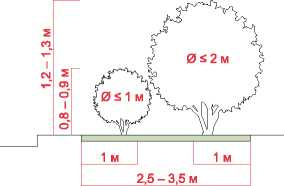 1,2 – 1,3 м
0,8 – 0,9 м
Ø ≤ 1 м
Ø ≤ 2 м
1 м
1 м
2,5 – 3,5 м